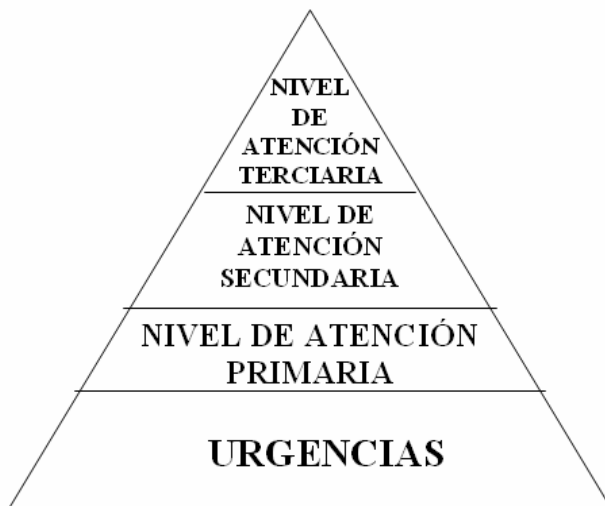 NIVEL
DE
ATENCIÓN
TERCIARIA
NIVEL DE
ATENCIÓN
SECUNDARIA
NIVEL DE ATENCIÓN
PRIMARIA
URGENCIAS